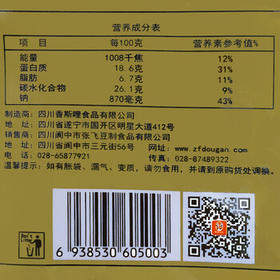 营养成分表
项目 每100克 营养素参考值%
能量 1008千焦 12%
蛋白质 18.6克 31%
脂肪 6.7克 11%
碳水化合物 26.1克 9%
钠 870毫克 43%
制造商：四川香斯哩食品有限公司
地址：四川省遂宁市国开区明星大道412号
销售商：四川阆中市张飞豆制食品有限公司
地址：四川省阆中市三元街56号 www.zfdougan.com
电话：028-65877921 传真：028-87489322
温馨提示：如有胀袋、漏气、变质，请勿食用，并请在原购货处调换。
6 938530 605003